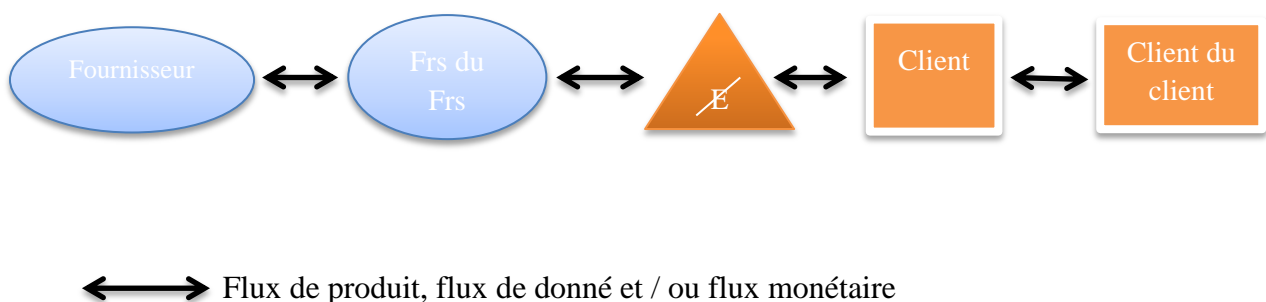 Fournisseur
Frs du
Frs
E
Client
Client du
client
Flux de produit, flux de donné et / ou flux monétaire